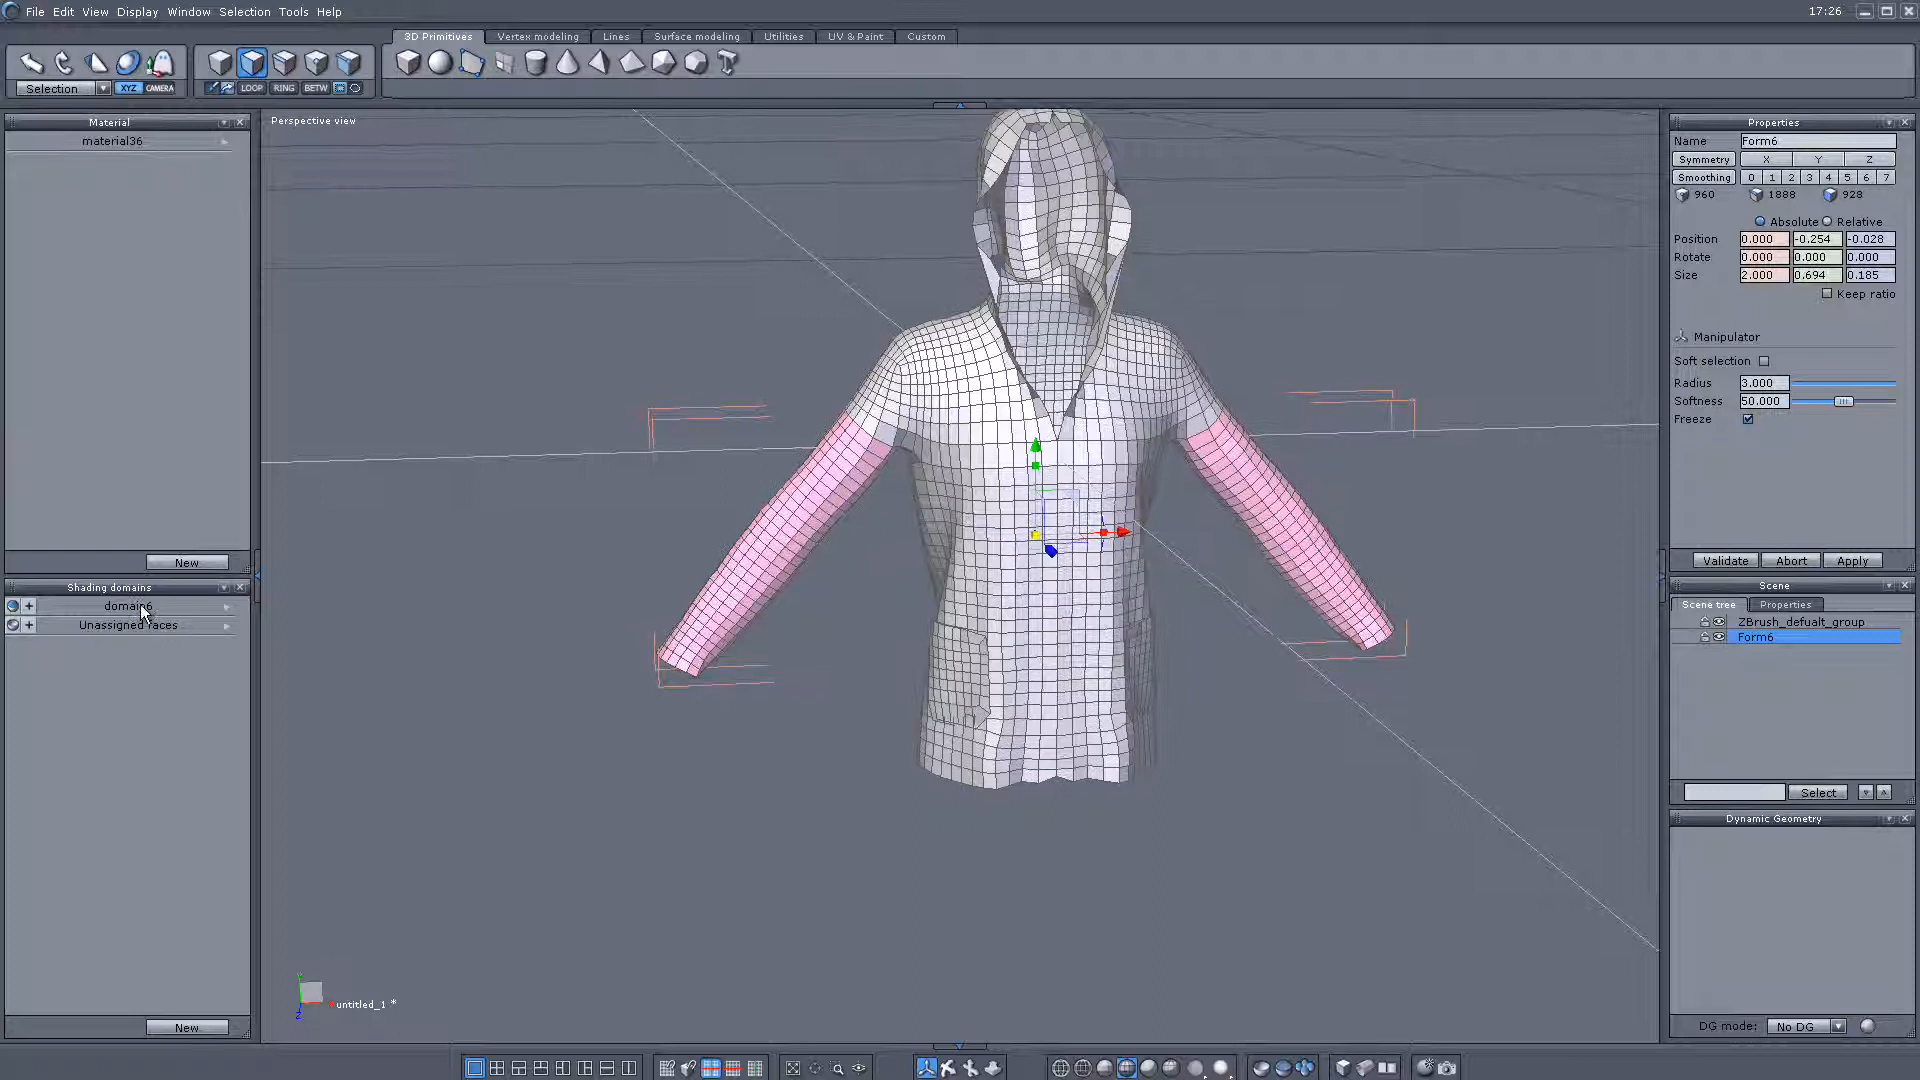 File Edit View Display Window Selection Tools Help
17:26
3D Primitives Vertex modeling Lines Surface modeling Utilities UV & Paint Custom
Selection XYZ CAMERA LOOP RING BETW
Material
material36
New
Shading domains
domain6
Unassigned faces
New
Perspective view
untitled_1 *
Z
Properties
Name Form6
Symmetry X Y Z
Smoothing 0 1 2 3 4 5 6 7
960 1888 928
Absolute Relative
Position 0.000 -0.254 -0.028
Rotate 0.000 0.000 0.000
Size 2.000 0.694 0.185
Keep ratio
Manipulator
Soft selection
Radius 3.000
Softness 50.000
Freeze
Validate Abort Apply
Scene
Scene tree Properties
ZBrush_defualt_group
Form6
Select
Dynamic Geometry
DG mode: No DG